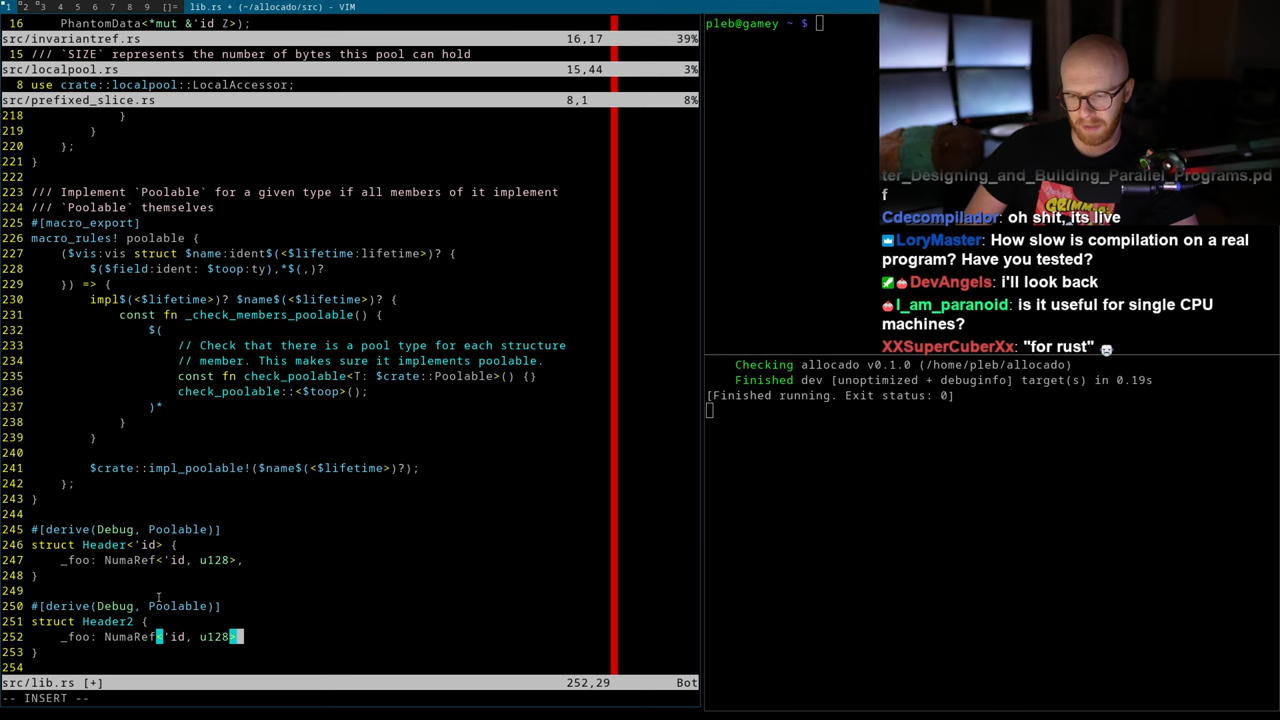 1 2 3 4 5 6 7 8 9 []= lib.rs + (~/allocado/src) - VIM
16     PhantomData<*mut &'id Z>);
src/invariantref.rs 16,17 39%
15 /// `SIZE` represents the number of bytes this pool can hold
src/localpool.rs 15,44 3%
8 use crate::localpool::LocalAccessor;
src/prefixed_slice.rs 8,1 8%
218             }
219         }
220     };
221 }
222
223 /// Implement `Poolable` for a given type if all members of it implement
224 /// `Poolable` themselves
225 #[macro_export]
226 macro_rules! poolable {
227     ($vis:vis struct $name:ident$(<$lifetime:lifetime>)? {
228         $($field:ident: $toop:ty),*$(,)?
229     }) => {
230         impl$(<$lifetime>)? $name$(<$lifetime>)? {
231             const fn _check_members_poolable() {
232                 $(
233                     // Check that there is a pool type for each structure
234                     // member. This makes sure it implements poolable.
235                     const fn check_poolable<T: $crate::Poolable>() {}
236                     check_poolable::<$toop>();
237                 )*
238             }
239         }
240
241         $crate::impl_poolable!($name$(<$lifetime>)?);
242     };
243 }
244
245 #[derive(Debug, Poolable)]
246 struct Header<'id> {
247     _foo: NumaRef<'id, u128>,
248 }
249
250 #[derive(Debug, Poolable)]
251 struct Header2 {
252     _foo: NumaRef<'id, u128>
253 }
254
src/lib.rs [+] 252,29 Bot
-- INSERT --
pleb@gamey ~ $
ter_Designing_and_Building_Parallel_Programs.pd
f
Cdecompilador: oh shit, its live
LoryMaster: How slow is compilation on a real
program? Have you tested?
DevAngels: i'll look back
I_am_paranoid: is it useful for single CPU
machines?
XXSuperCuberXx: "for rust"
Checking allocado v0.1.0 (/home/pleb/allocado)
Finished dev [unoptimized + debuginfo] target(s) in 0.19s
[Finished running. Exit status: 0]